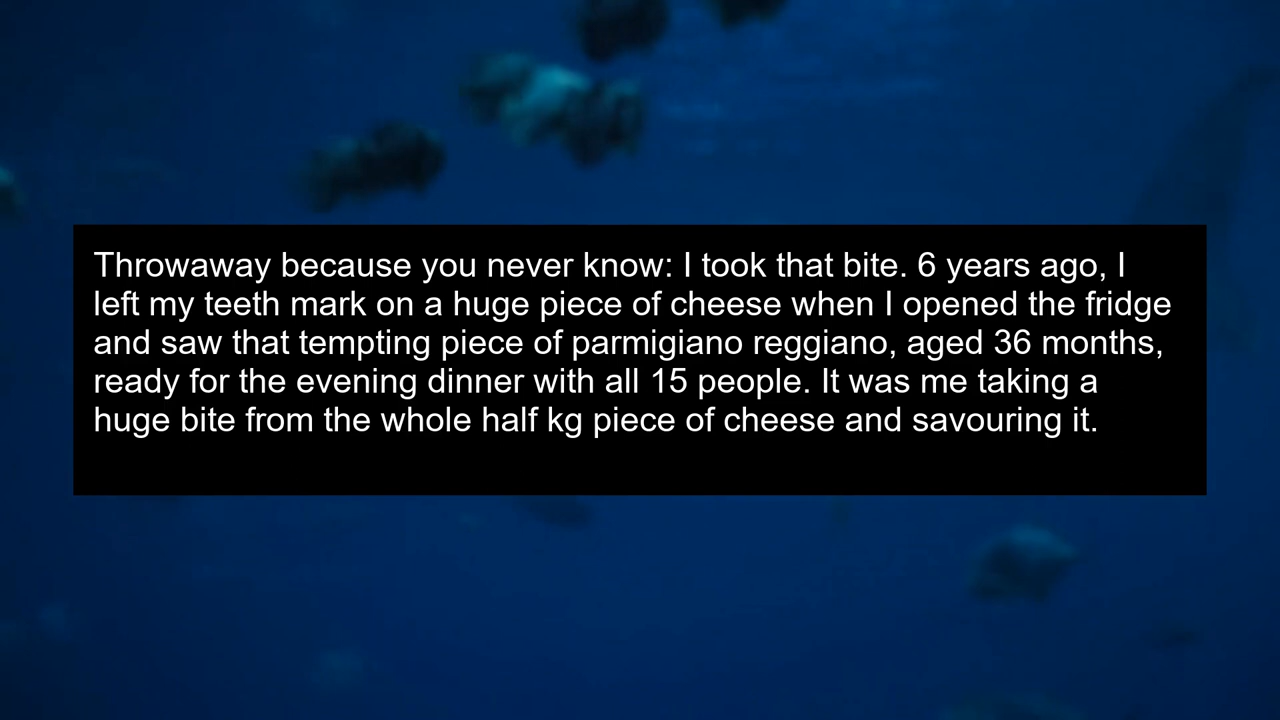 Throwaway because you never know: I took that bite. 6 years ago, I
left my teeth mark on a huge piece of cheese when I opened the fridge
and saw that tempting piece of parmigiano reggiano, aged 36 months,
ready for the evening dinner with all 15 people. It was me taking a
huge bite from the whole half kg piece of cheese and savouring it.